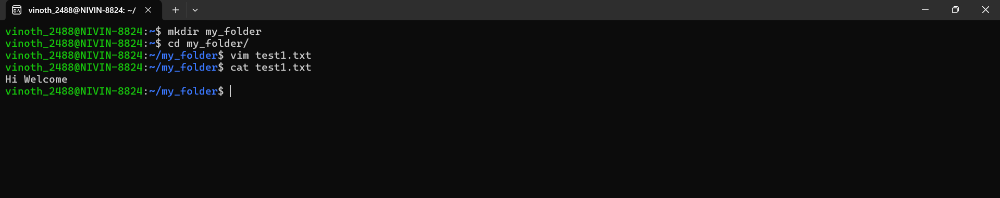 vinoth_2488@NIVIN-8824: ~/
vinoth_2488@NIVIN-8824:~$ mkdir my_folder
vinoth_2488@NIVIN-8824:~$ cd my_folder/
vinoth_2488@NIVIN-8824:~/my_folder$ vim test1.txt
vinoth_2488@NIVIN-8824:~/my_folder$ cat test1.txt
Hi Welcome
vinoth_2488@NIVIN-8824:~/my_folder$